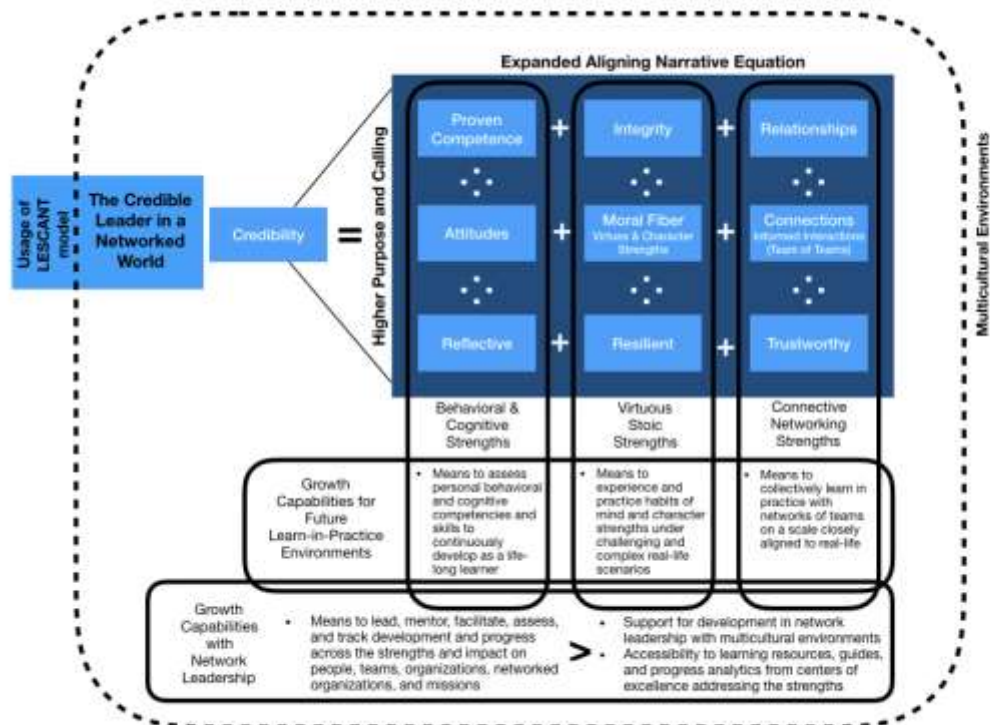 Expanded Aligning Narrative Equation
Usage of
LESCANT
model
The Credible
Leader in a
Networked
World
Credibility
=
Higher Purpose and Calling
Proven
Competence
+
Integrity
+
Relationships
Attitudes
+
Moral Fiber
Virtues & Character
Strengths
+
Connections
Informed Interactions
(Team of Teams)
Reflective
+
Resilient
+
Trustworthy
Multicultural Environments
Behavioral &
Cognitive
Strengths
Virtuous
Stoic
Strengths
Connective
Networking
Strengths
Growth
Capabilities for
Future
Learn-in-Practice
Environments
• Means to assess
personal behavioral
and cognitive
competencies and
skills to
continuously
develop as a life-
long learner
• Means to
experience and
practice habits of
mind and character
strengths under
challenging and
complex real-life
scenarios
• Means to
collectively learn in
practice with
networks of teams
on a scale closely
aligned to real-life
Growth
Capabilities
with
Network
Leadership
• Means to lead, mentor, facilitate, assess,
and track development and progress
across the strengths and impact on
people, teams, organizations, networked
organizations, and missions
>
• Support for development in network
leadership with multicultural environments
• Accessibility to learning resources, guides,
and progress analytics from centers of
excellence addressing the strengths